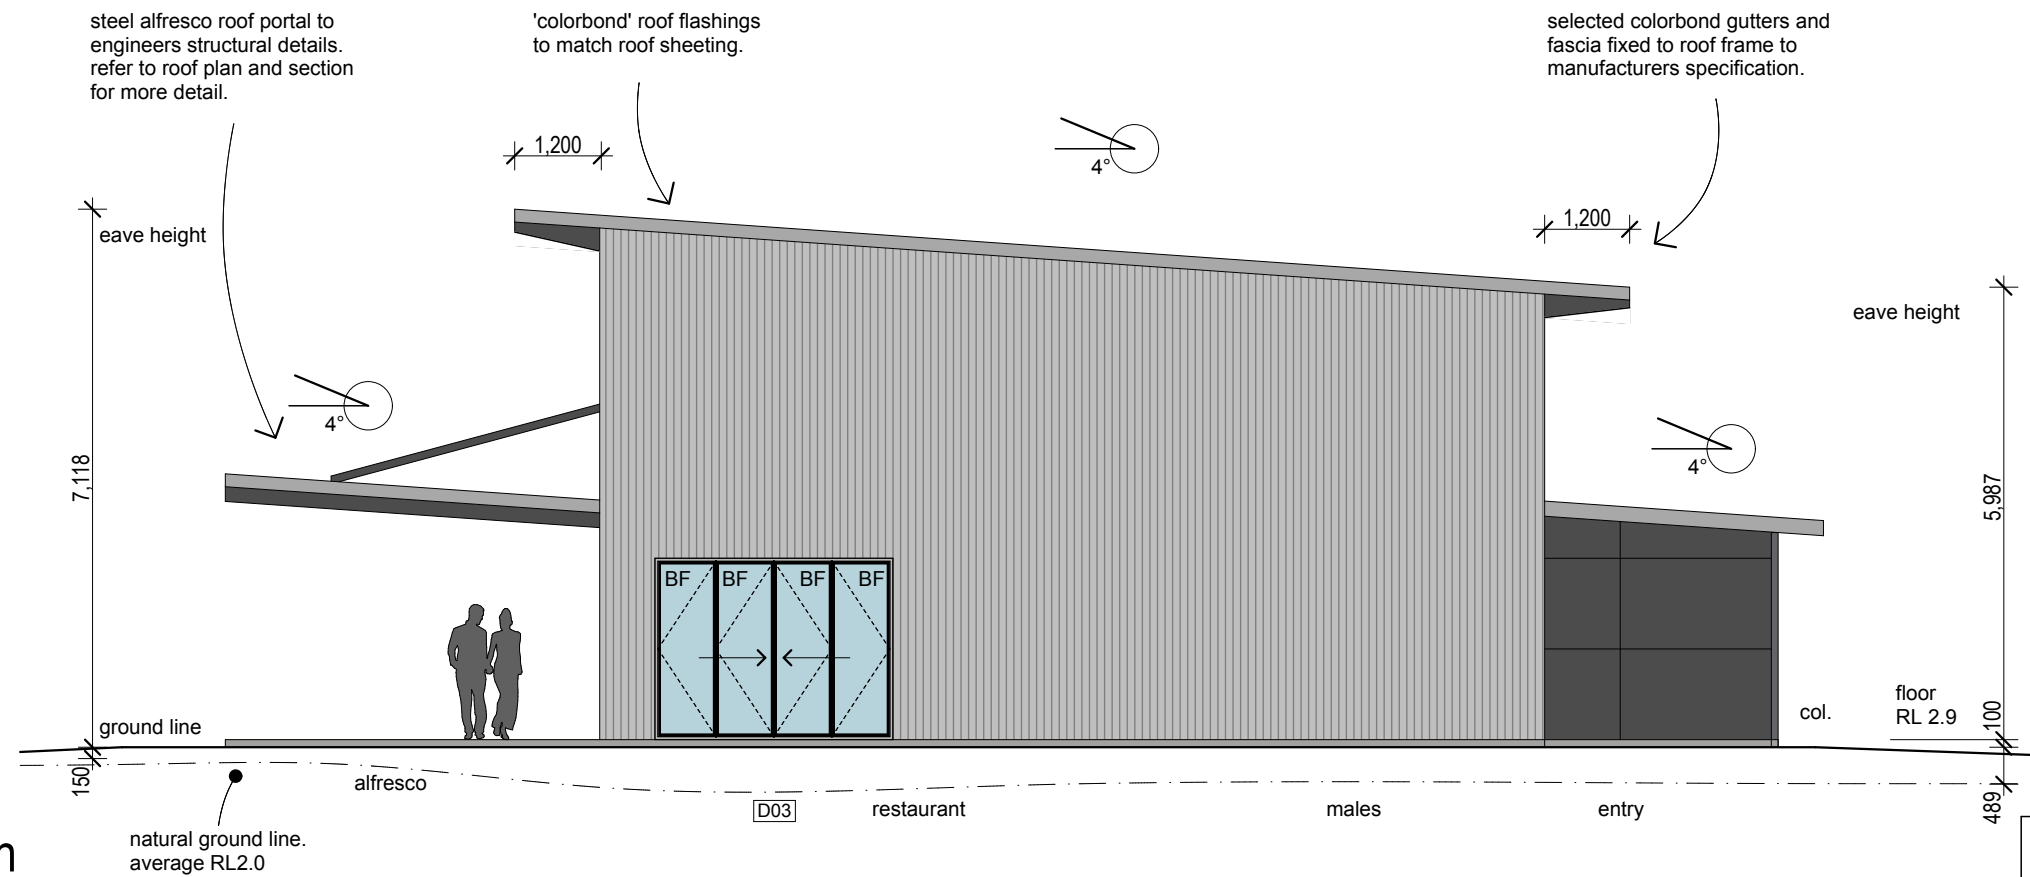 steel alfresco roof portal to
engineers structural details.
refer to roof plan and section
for more detail.
'colorbond' roof flashings
to match roof sheeting.
selected colorbond gutters and
fascia fixed to roof frame to
manufacturers specification.
1,200
4°
1,200
eave height
eave height
4°
4°
7,118
5,987
BF BF BF BF
ground line
col.
floor
RL 2.9
100
150
alfresco
D03
restaurant
males
entry
489
natural ground line.
average RL2.0